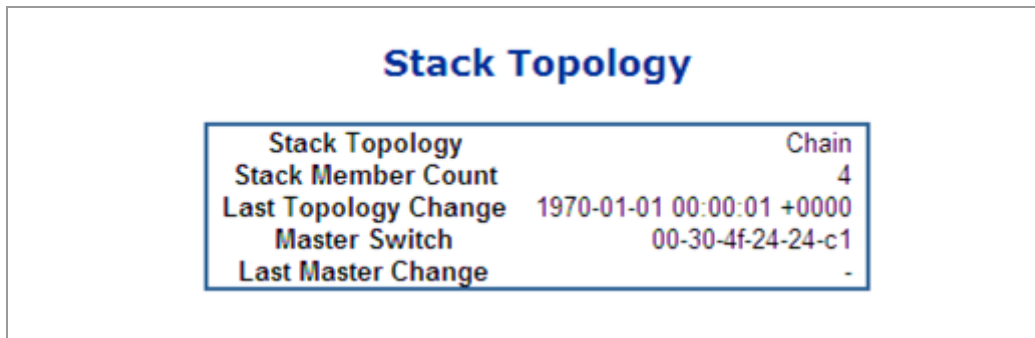 Stack Topology
Stack Topology Chain
Stack Member Count 4
Last Topology Change 1970-01-01 00:00:01 +0000
Master Switch 00-30-4f-24-24-c1
Last Master Change -